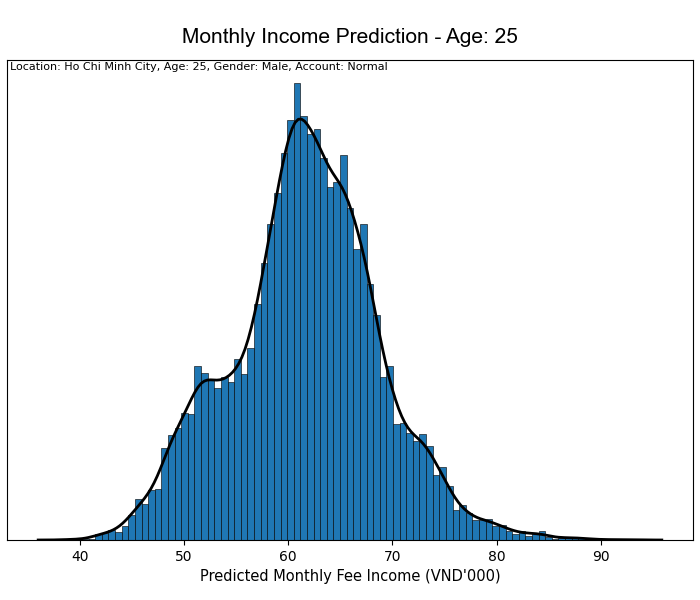 Monthly Income Prediction - Age: 25
Location: Ho Chi Minh City, Age: 25, Gender: Male, Account: Normal
40 50 60 70 80 90
Predicted Monthly Fee Income (VND'000)